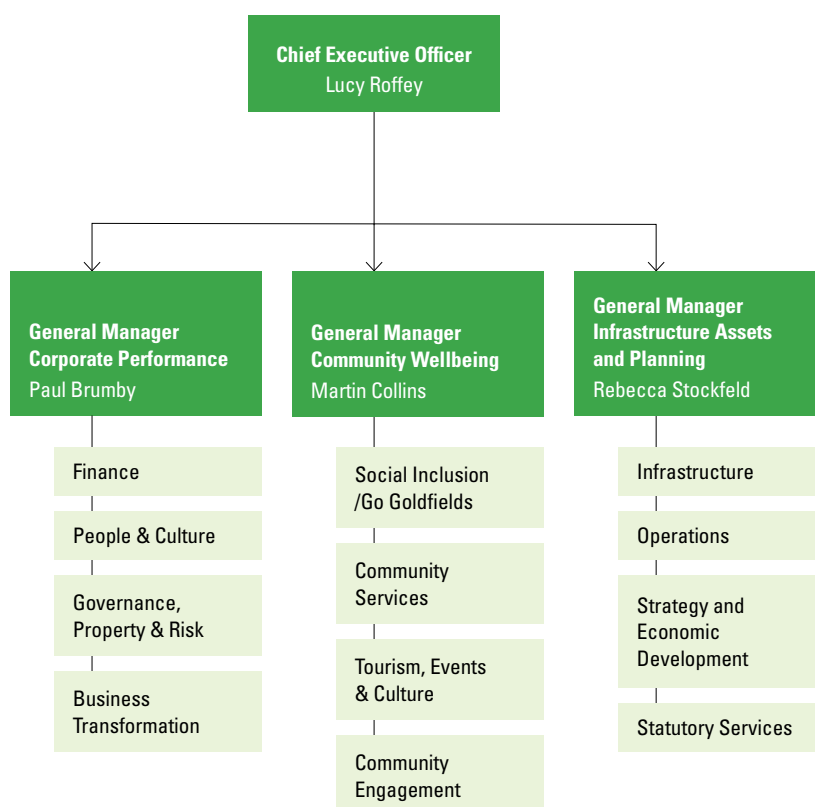 Chief Executive Officer
Lucy Roffey
General Manager
Corporate Performance
Paul Brumby
Finance
People & Culture
Governance,
Property & Risk
Business
Transformation
General Manager
Community Wellbeing
Martin Collins
Social Inclusion
/Go Goldfields
Community
Services
Tourism, Events
& Culture
Community
Engagement
General Manager
Infrastructure Assets
and Planning
Rebecca Stockfeld
Infrastructure
Operations
Strategy and
Economic
Development
Statutory Services